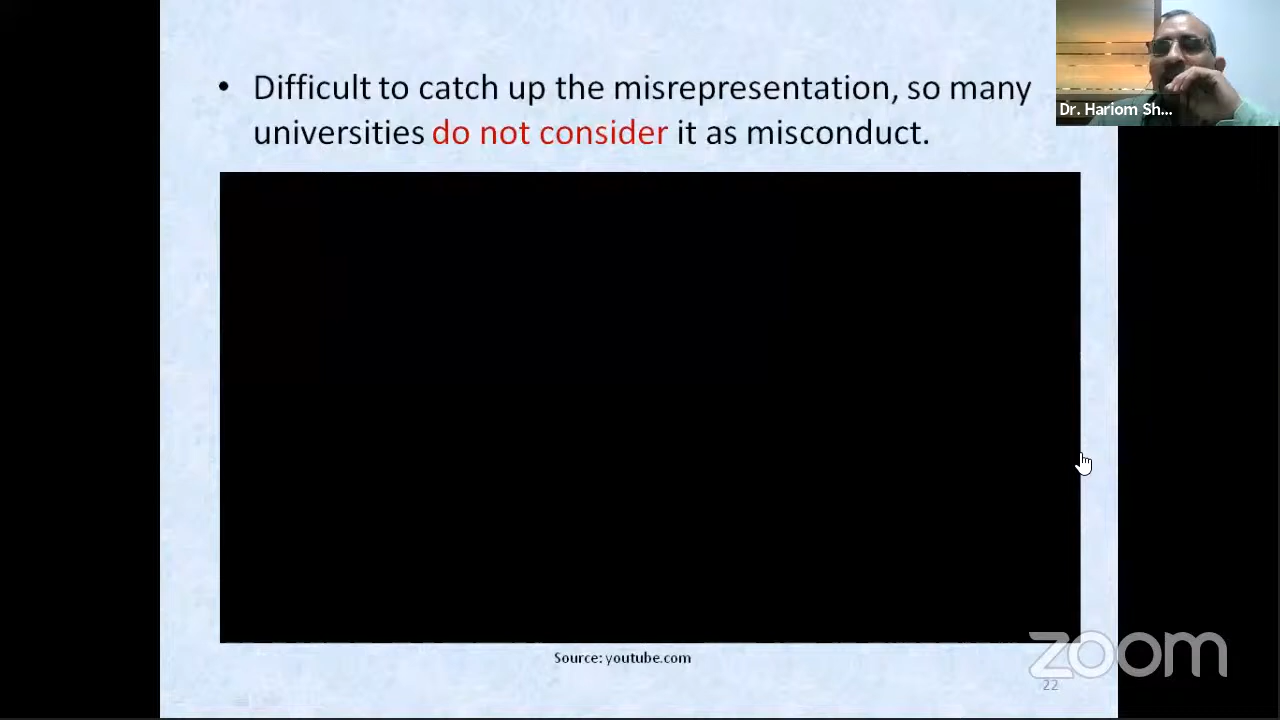 • Difficult to catch up the misrepresentation, so many
universities do not consider it as misconduct.
Dr. Hariom Sh...
Source: youtube.com
zoom
22